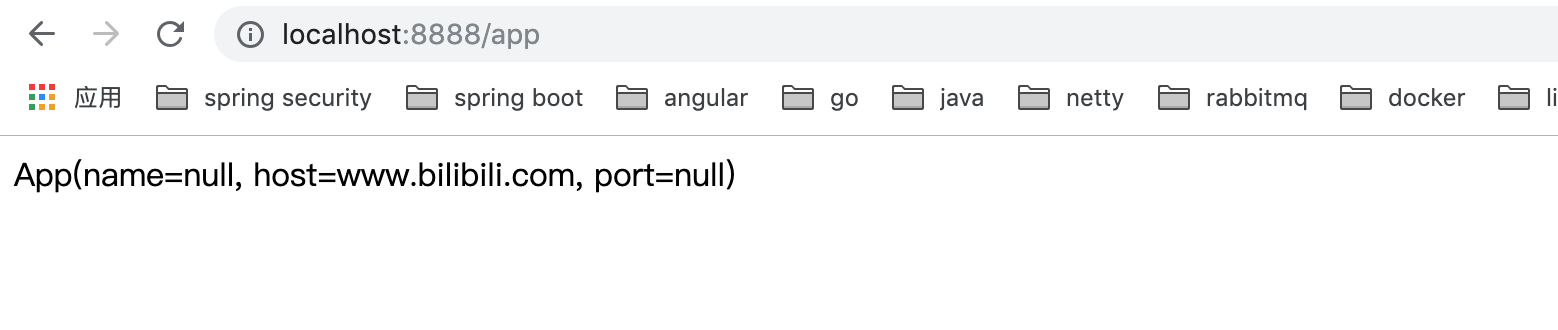 localhost:8888/app
应用 spring security spring boot angular go java netty rabbitmq docker li
App(name=null, host=www.bilibili.com, port=null)